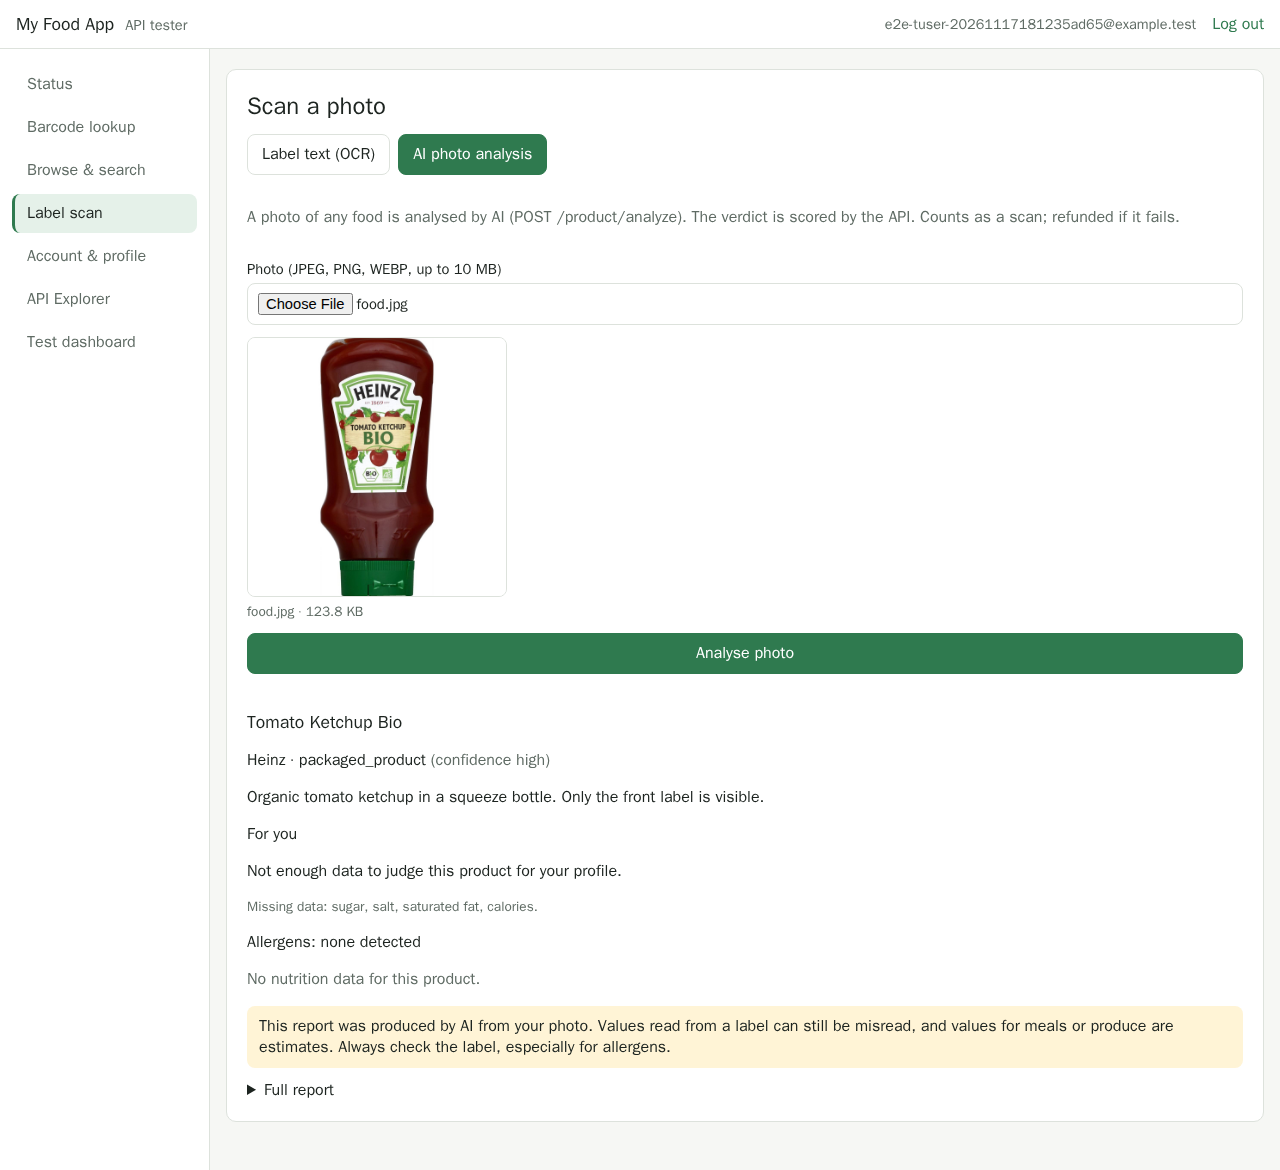 My Food App API tester
e2e-tuser-20261117181235ad65@example.test Log out
Status
Barcode lookup
Browse & search
Label scan
Account & profile
API Explorer
Test dashboard
Scan a photo
Label text (OCR)
AI photo analysis
A photo of any food is analysed by AI (POST /product/analyze). The verdict is scored by the API. Counts as a scan; refunded if it fails.
Photo (JPEG, PNG, WEBP, up to 10 MB)
Choose File food.jpg
HEINZ
TOMATO KETCHUP
BIO
food.jpg · 123.8 KB
Analyse photo
Tomato Ketchup Bio
Heinz · packaged_product (confidence high)
Organic tomato ketchup in a squeeze bottle. Only the front label is visible.
For you
Not enough data to judge this product for your profile.
Missing data: sugar, salt, saturated fat, calories.
Allergens: none detected
No nutrition data for this product.
This report was produced by AI from your photo. Values read from a label can still be misread, and values for meals or produce are
estimates. Always check the label, especially for allergens.
Full report